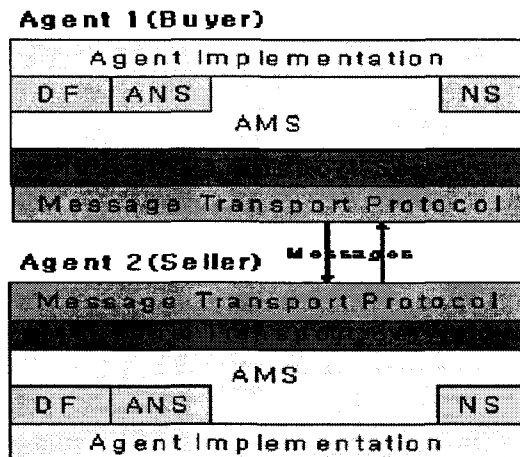 Agent 1(Buyer)
Agent Implementation
DF ANS NS
AMS
Message Transport Protocol
Messages
Agent 2(Seller)
Message Transport Protocol
AMS
DF ANS NS
Agent Implementation